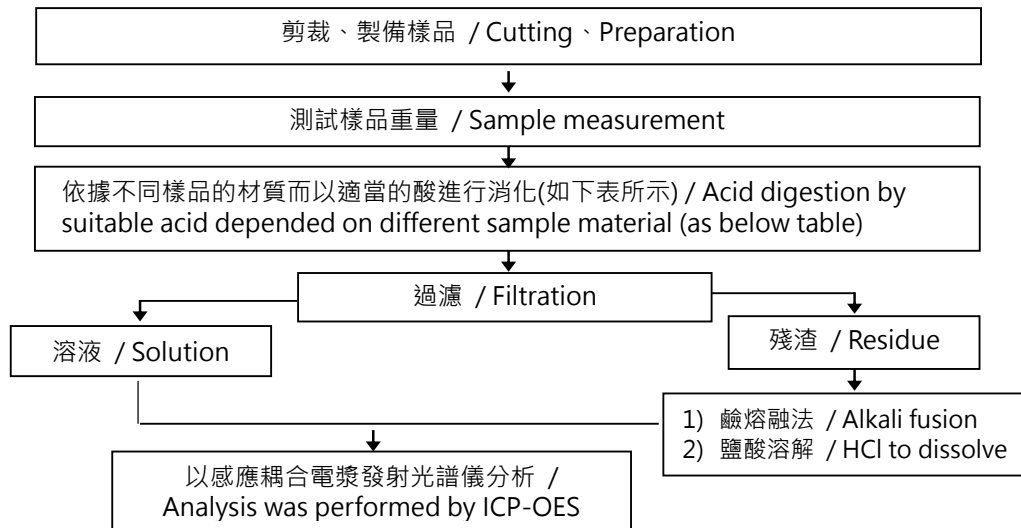 剪裁、製備樣品 / Cutting、Preparation
測試樣品重量 / Sample measurement
依據不同樣品的材質而以適當的酸進行消化(如下表所示) / Acid digestion by
suitable acid depended on different sample material (as below table)
過濾 / Filtration
溶液 / Solution
殘渣 / Residue
1) 鹼熔融法 / Alkali fusion
2) 鹽酸溶解 / HCl to dissolve
以感應耦合電漿發射光譜儀分析 /
Analysis was performed by ICP-OES